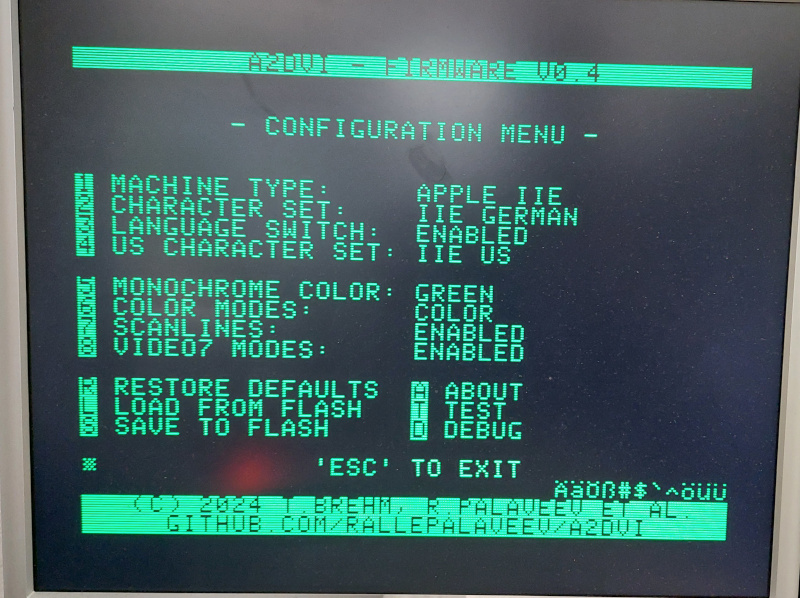 A2DVI - FIRMWARE V0.4
- CONFIGURATION MENU -
1 MACHINE TYPE: APPLE IIE
2 CHARACTER SET: IIE GERMAN
3 LANGUAGE SWITCH: ENABLED
4 US CHARACTER SET: IIE US
5 MONOCHROME COLOR: GREEN
6 COLOR MODES: COLOR
7 SCANLINES: ENABLED
8 VIDEO7 MODES: ENABLED
R RESTORE DEFAULTS A ABOUT
L LOAD FROM FLASH T TEST
S SAVE TO FLASH D DEBUG
'ESC' TO EXIT
ÄäÖß#$`^öüü
(C) 2024 T.BREHM, R.PALAVEEV ET AL.
GITHUB.COM/RALLEPALAVEEV/A2DVI